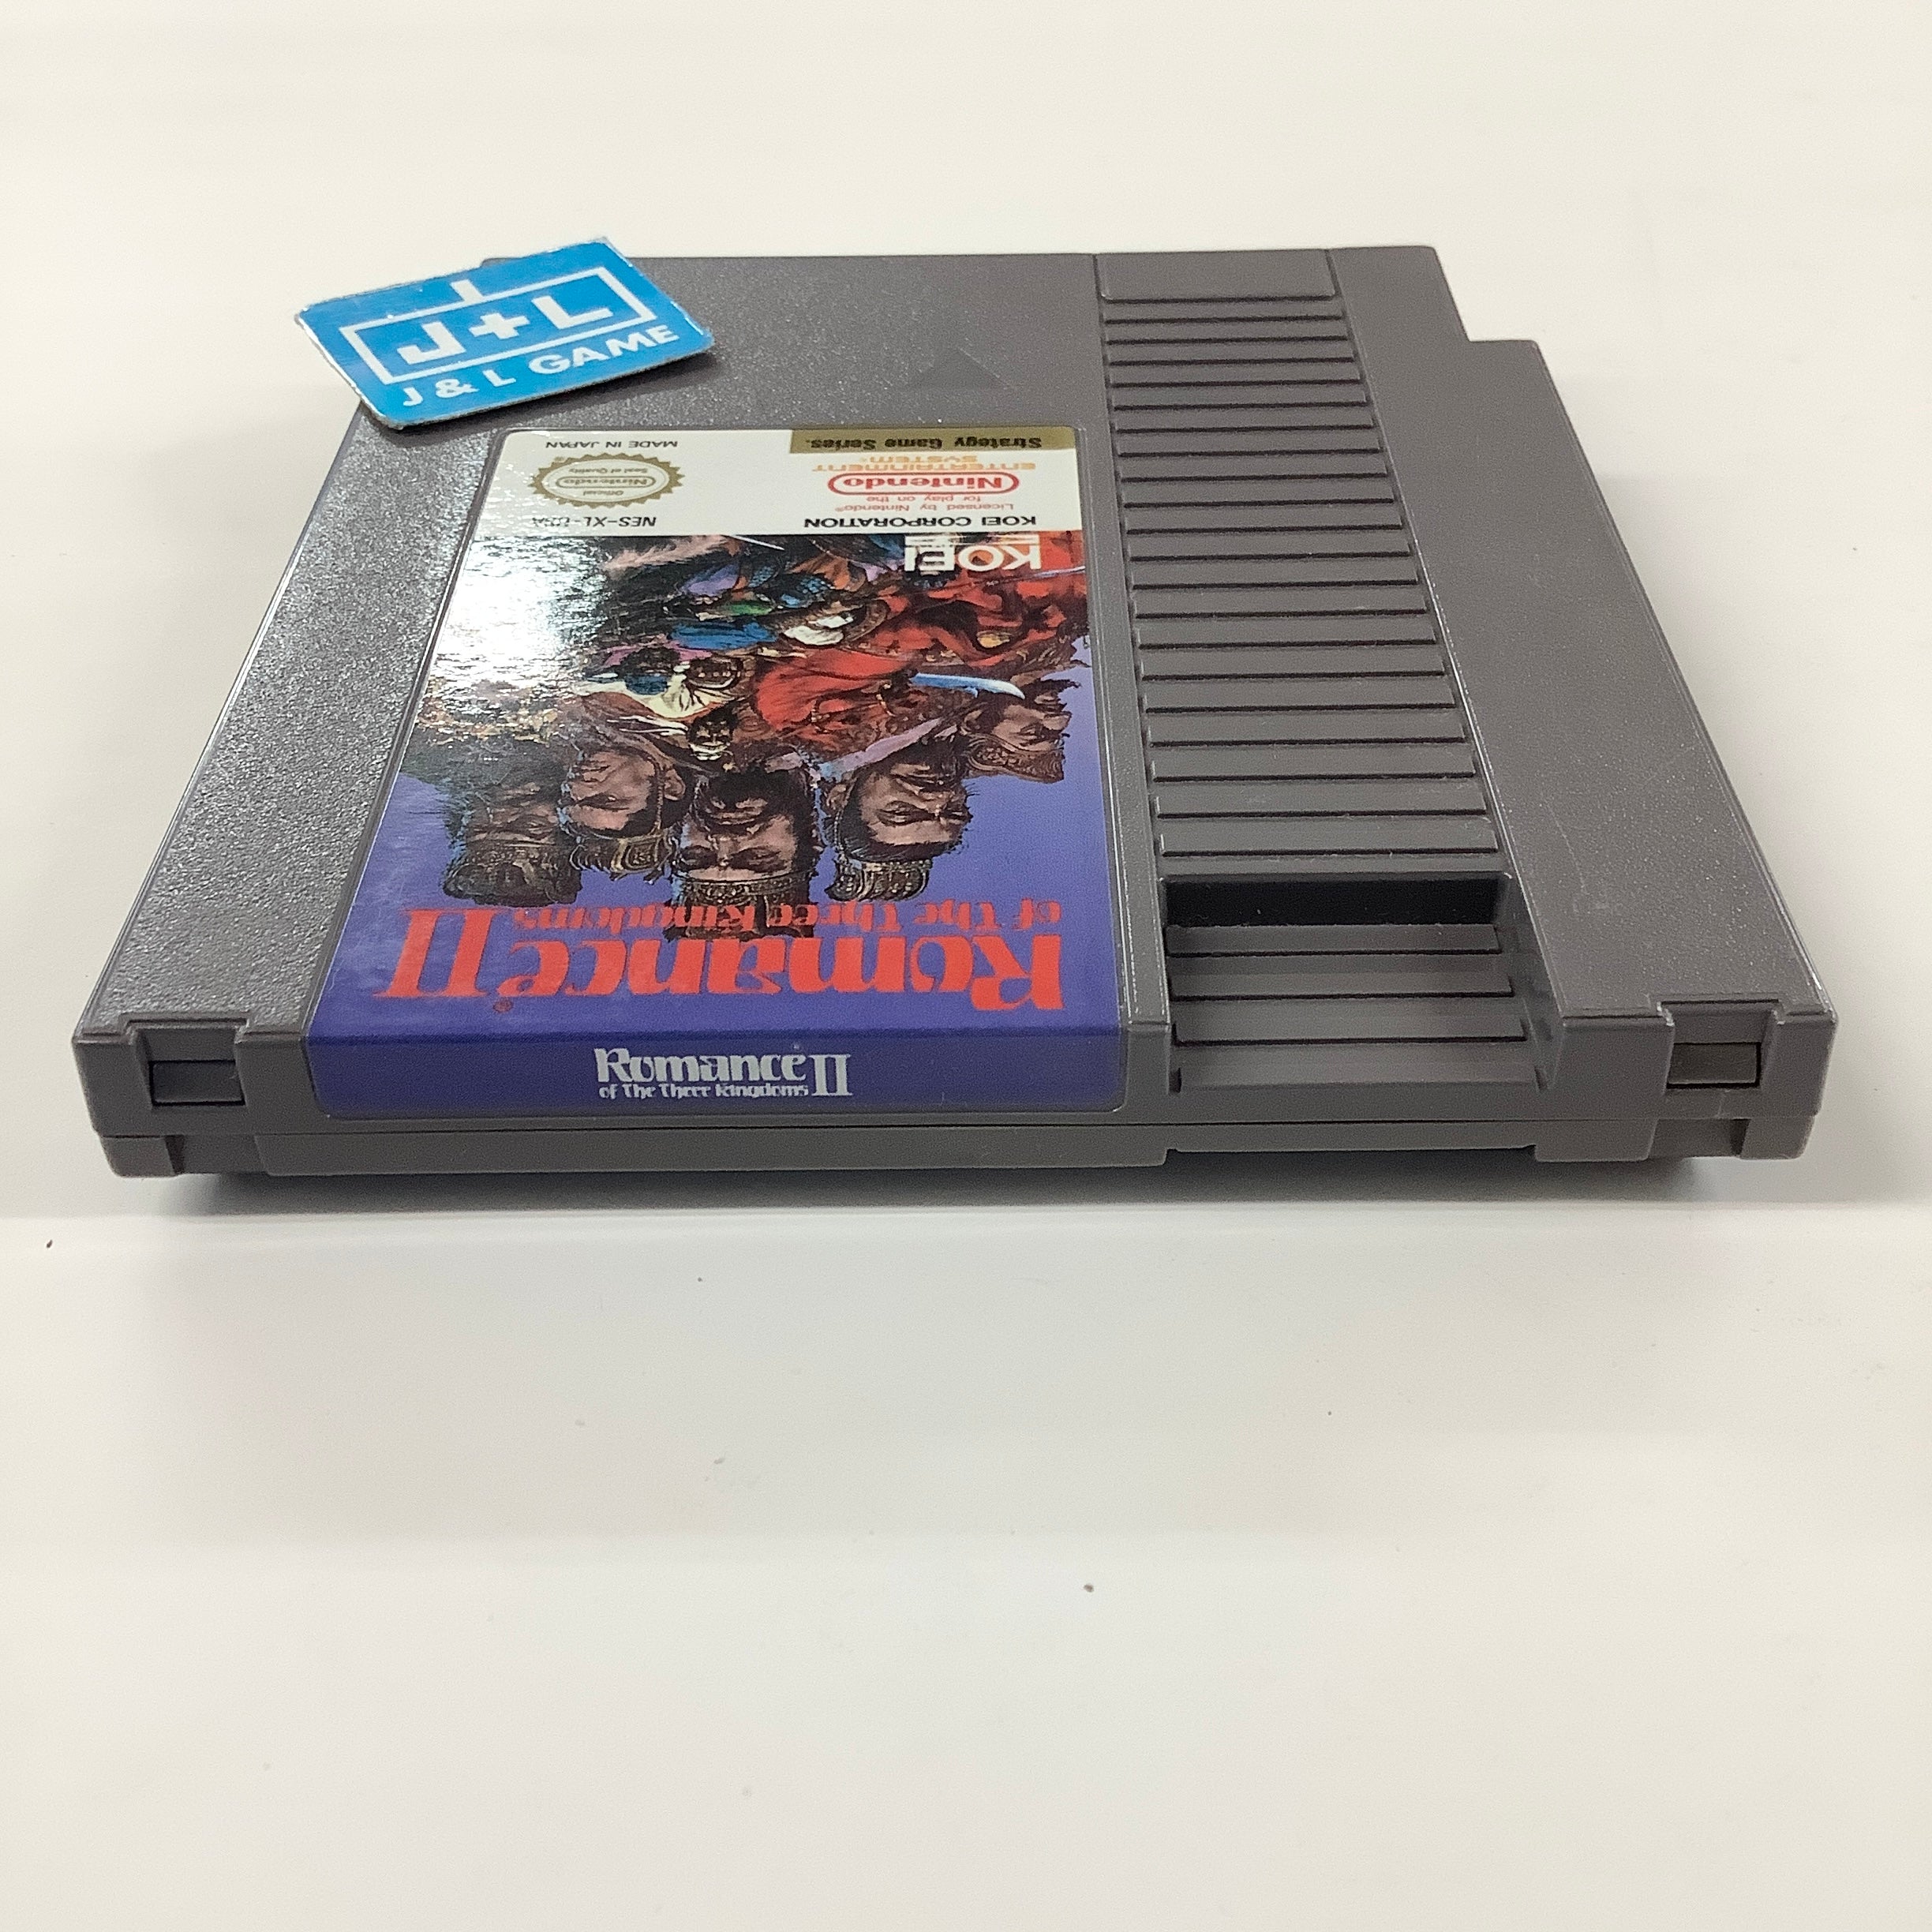 J+L
J & L GAME
Romance II
of The Three Kingdoms
Romance II®
of The Three Kingdoms
KOEI
KOEI CORPORATION
NES-XL-USA
Licensed by Nintendo®
for play on the
Nintendo
ENTERTAINMENT
SYSTEM
Official
Nintendo
Seal of Quality
Strategy Game Series.
MADE IN JAPAN